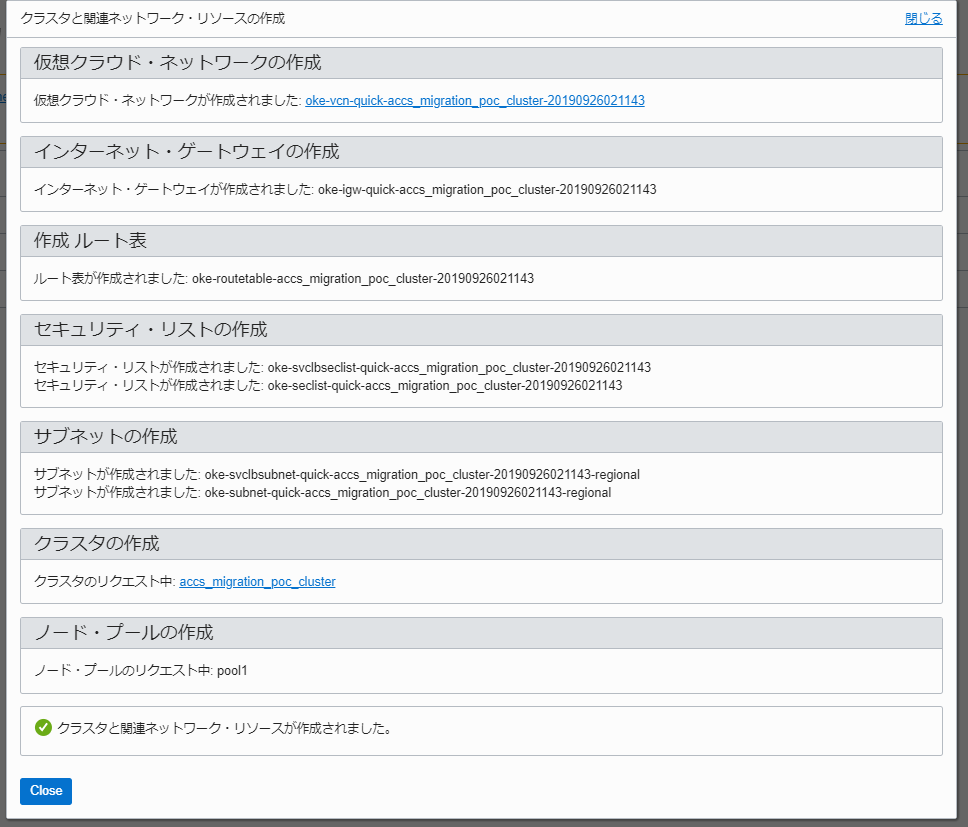 クラスタと関連ネットワーク・リソースの作成
閉じる
仮想クラウド・ネットワークの作成
仮想クラウド・ネットワークが作成されました: oke-vcn-quick-accs_migration_poc_cluster-20190926021143
インターネット・ゲートウェイの作成
インターネット・ゲートウェイが作成されました: oke-igw-quick-accs_migration_poc_cluster-20190926021143
作成 ルート表
ルート表が作成されました: oke-routetable-accs_migration_poc_cluster-20190926021143
セキュリティ・リストの作成
セキュリティ・リストが作成されました: oke-svclbseclist-quick-accs_migration_poc_cluster-20190926021143
セキュリティ・リストが作成されました: oke-seclist-quick-accs_migration_poc_cluster-20190926021143
サブネットの作成
サブネットが作成されました: oke-svclbsubnet-quick-accs_migration_poc_cluster-20190926021143-regional
サブネットが作成されました: oke-subnet-quick-accs_migration_poc_cluster-20190926021143-regional
クラスタの作成
クラスタのリクエスト中: accs_migration_poc_cluster
ノード・プールの作成
ノード・プールのリクエスト中: pool1
クラスタと関連ネットワーク・リソースが作成されました。
Close